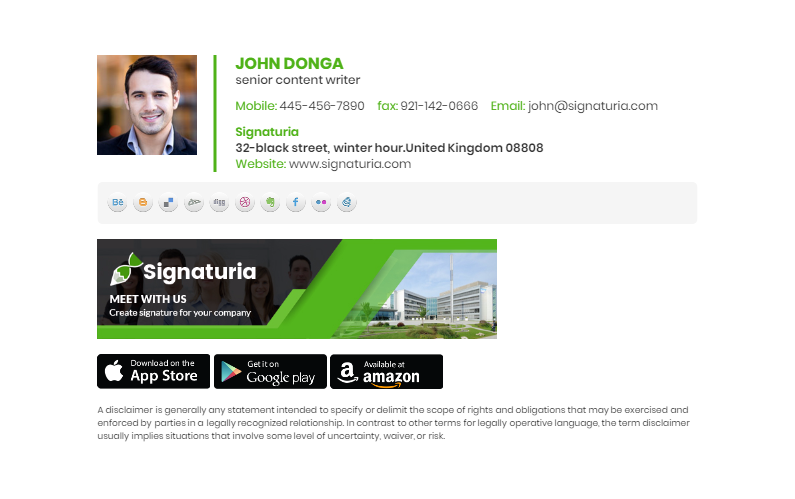 JOHN DONGA
senior content writer
Mobile: 445-456-7890 fax: 921-142-0666 Email: john@signaturia.com
Signaturia
32-black street, winter hour.United Kingdom 08808
Website: www.signaturia.com
Bē
digg
f
Signaturia
MEET WITH US
Create signature for your company
Download on the
App Store
Get it on
Google play
Available at
amazon
A disclaimer is generally any statement intended to specify or delimit the scope of rights and obligations that may be exercised and
enforced by parties in a legally recognized relationship. In contrast to other terms for legally operative language, the term disclaimer
usually implies situations that involve some level of uncertainty, waiver, or risk.